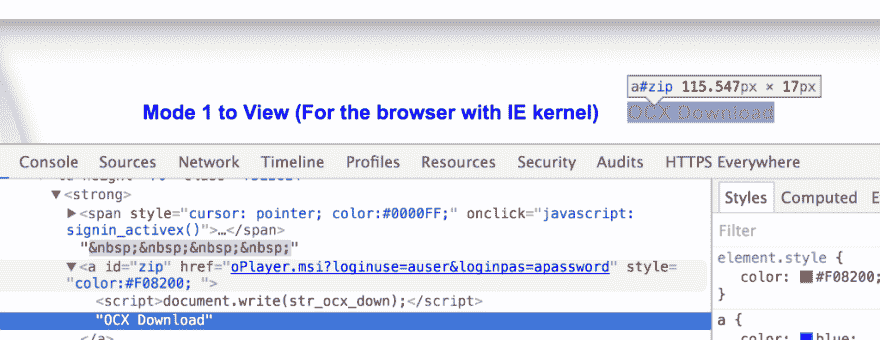 a#zip 115.547px × 17px
Mode 1 to View (For the browser with IE kernel) OCX Download
Console Sources Network Timeline Profiles Resources Security Audits HTTPS Everywhere
▼<strong>
▶<span style="cursor: pointer; color:#0000FF;" onclick="javascript:
signin_activex()">…</span>
"&nbsp;&nbsp;&nbsp;&nbsp;"
▼<a id="zip" href="oPlayer.msi?loginuse=auser&loginpas=apassword" style=
"color:#F08200; ">
<script>document.write(str_ocx_down);</script>
"OCX Download"
</a>
Styles Computed E
Filter
element.style {
color: #F08200;
}
a {
color: blue;